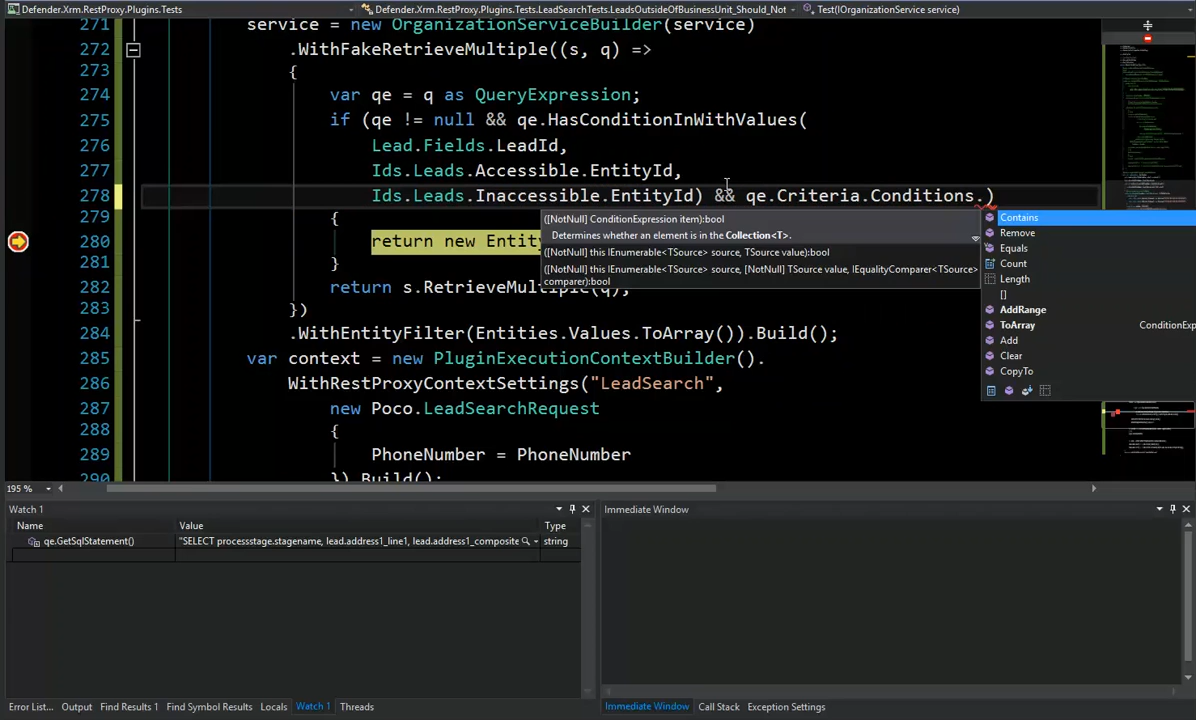 Defender.Xrm.RestProxy.Plugins.Tests
Defender.Xrm.RestProxy.Plugins.Tests.LeadSearchTests.LeadsOutsideOfBusinessUnit_Should_Not
Test(IOrganizationService service)
271 service = new OrganizationServiceBuilder(service)
272 .WithFakeRetrieveMultiple((s, q) =>
273 {
274 var qe = q as QueryExpression;
275 if (qe != null && qe.HasConditionInWithValues(
276 Lead.Fields.LeadId,
277 Ids.Leads.Accessible.EntityId,
278 Ids.Leads.Inaccessible.EntityId) && qe.Criteria.Conditions.)
279 {
280 return new Entity
281 }
282 return s.RetrieveMultiple(q);
283 })
284 .WithEntityFilter(Entities.Values.ToArray()).Build();
285 var context = new PluginExecutionContextBuilder().
286 WithRestProxyContextSettings("LeadSearch",
287 new Poco.LeadSearchRequest
288 {
289 PhoneNumber = PhoneNumber
290 }).Build();
([NotNull] ConditionExpression item):bool
Determines whether an element is in the Collection<T>.
([NotNull] this IEnumerable<TSource> source, TSource value):bool
([NotNull] this IEnumerable<TSource> source, [NotNull] TSource value, IEqualityComparer<TSource>
comparer):bool
Contains
Remove
Equals
Count
Length
[]
AddRange
ToArray ConditionExp
Add
Clear
CopyTo
195 %
Watch 1
Name Value Type
qe.GetSqlStatement() "SELECT processstage.stagename, lead.address1_line1, lead.address1_composite string
Immediate Window
Error List... Output Find Results 1 Find Symbol Results Locals Watch 1 Threads
Immediate Window Call Stack Exception Settings